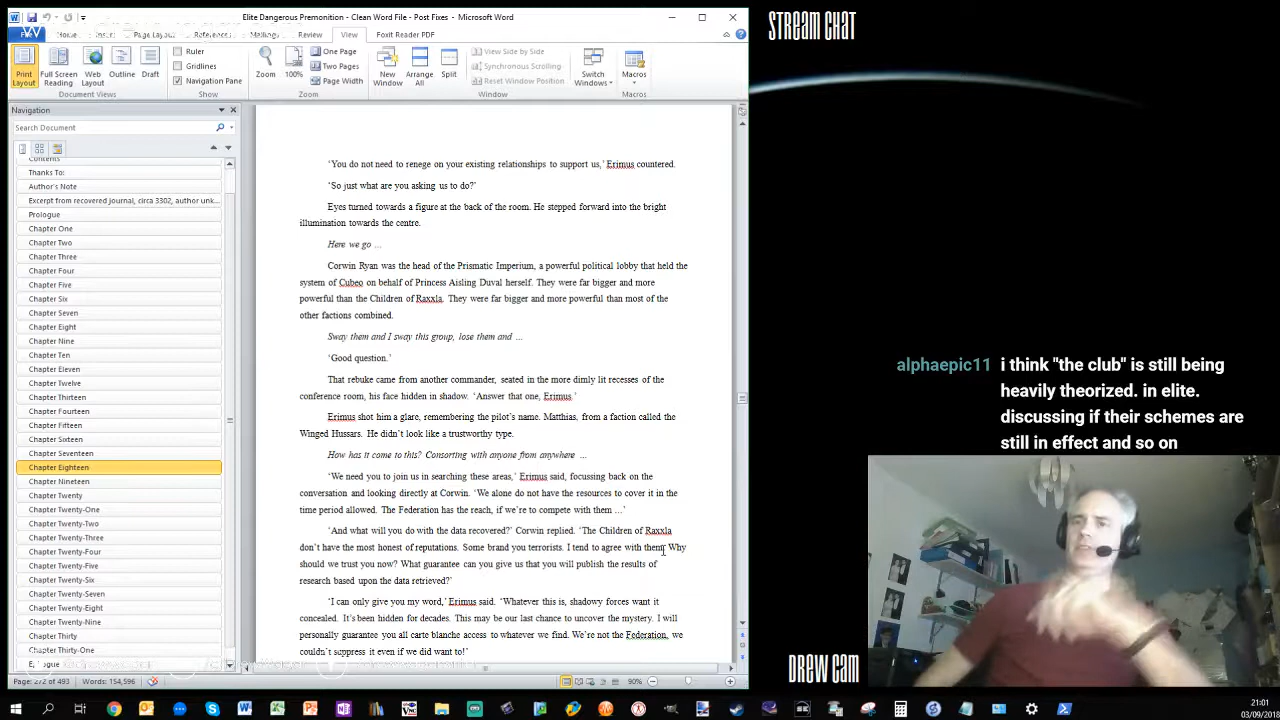 Elite Dangerous Premonition - Clean Word File - Post Fixes - Microsoft Word
STREAM CHAT
View
Foxit Reader PDF
Ruler
Gridlines
Navigation Pane
One Page
Two Pages
Page Width
View Side by Side
Synchronous Scrolling
Reset Window Position
Print Layout
Full Screen Reading
Web Layout
Outline
Draft
Zoom
100%
New Window
Arrange All
Split
Switch Windows
Macros
Document Views
Show
Zoom
Window
Macros
Navigation
Search Document
Contents
Thanks To:
Author's Note
Excerpt from recovered journal, circa 3302, author unk...
Prologue
Chapter One
Chapter Two
Chapter Three
Chapter Four
Chapter Five
Chapter Six
Chapter Seven
Chapter Eight
Chapter Nine
Chapter Ten
Chapter Eleven
Chapter Twelve
Chapter Thirteen
Chapter Fourteen
Chapter Fifteen
Chapter Sixteen
Chapter Seventeen
Chapter Eighteen
Chapter Nineteen
Chapter Twenty
Chapter Twenty-One
Chapter Twenty-Two
Chapter Twenty-Three
Chapter Twenty-Four
Chapter Twenty-Five
Chapter Twenty-Six
Chapter Twenty-Seven
Chapter Twenty-Eight
Chapter Twenty-Nine
Chapter Thirty
Chapter Thirty-One
‘You do not need to renege on your existing relationships to support us,’ Erimus countered.
‘So just what are you asking us to do?’
Eyes turned towards a figure at the back of the room. He stepped forward into the bright
illumination towards the centre.
Here we go …
Corwin Ryan was the head of the Prismatic Imperium, a powerful political lobby that held the
system of Cubeo on behalf of Princess Aisling Duval herself. They were far bigger and more
powerful than the Children of Raxxla. They were far bigger and more powerful than most of the
other factions combined.
Sway them and I sway this group, lose them and …
‘Good question.’
That rebuke came from another commander, seated in the more dimly lit recesses of the
conference room, his face hidden in shadow. ‘Answer that one, Erimus.’
Erimus shot him a glare, remembering the pilot’s name. Matthias, from a faction called the
Winged Hussars. He didn’t look like a trustworthy type.
How has it come to this? Consorting with anyone from anywhere …
‘We need you to join us in searching these areas,’ Erimus said, focussing back on the
conversation and looking directly at Corwin. ‘We alone do not have the resources to cover it in the
time period allowed. The Federation has the reach, if we’re to compete with them …’
‘And what will you do with the data recovered?’ Corwin replied. ‘The Children of Raxxla
don’t have the most honest of reputations. Some brand you terrorists. I tend to agree with them. Why
should we trust you now? What guarantee can you give us that you will publish the results of
research based upon the data retrieved?’
‘I can only give you my word,’ Erimus said. ‘Whatever this is, shadowy forces want it
concealed. It’s been hidden for decades. This may be our last chance to uncover the mystery. I will
personally guarantee you all carte blanche access to whatever we find. We’re not the Federation, we
couldn’t suppress it even if we did want to!’
alphaepic11 i think "the club" is still being
heavily theorized. in elite.
discussing if their schemes are
still in effect and so on
DREW CAM
Page: 272 of 493
Words: 154,596
90%
21:01
03/09/2018